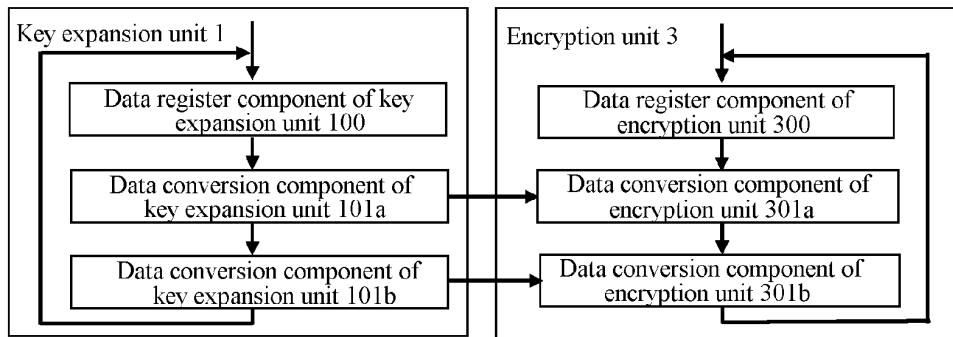 Key expansion unit 1
Data register component of key
expansion unit 100
Data conversion component of
key expansion unit 101a
Data conversion component of
key expansion unit 101b
Encryption unit 3
Data register component of
encryption unit 300
Data conversion component of
encryption unit 301a
Data conversion component of
encryption unit 301b